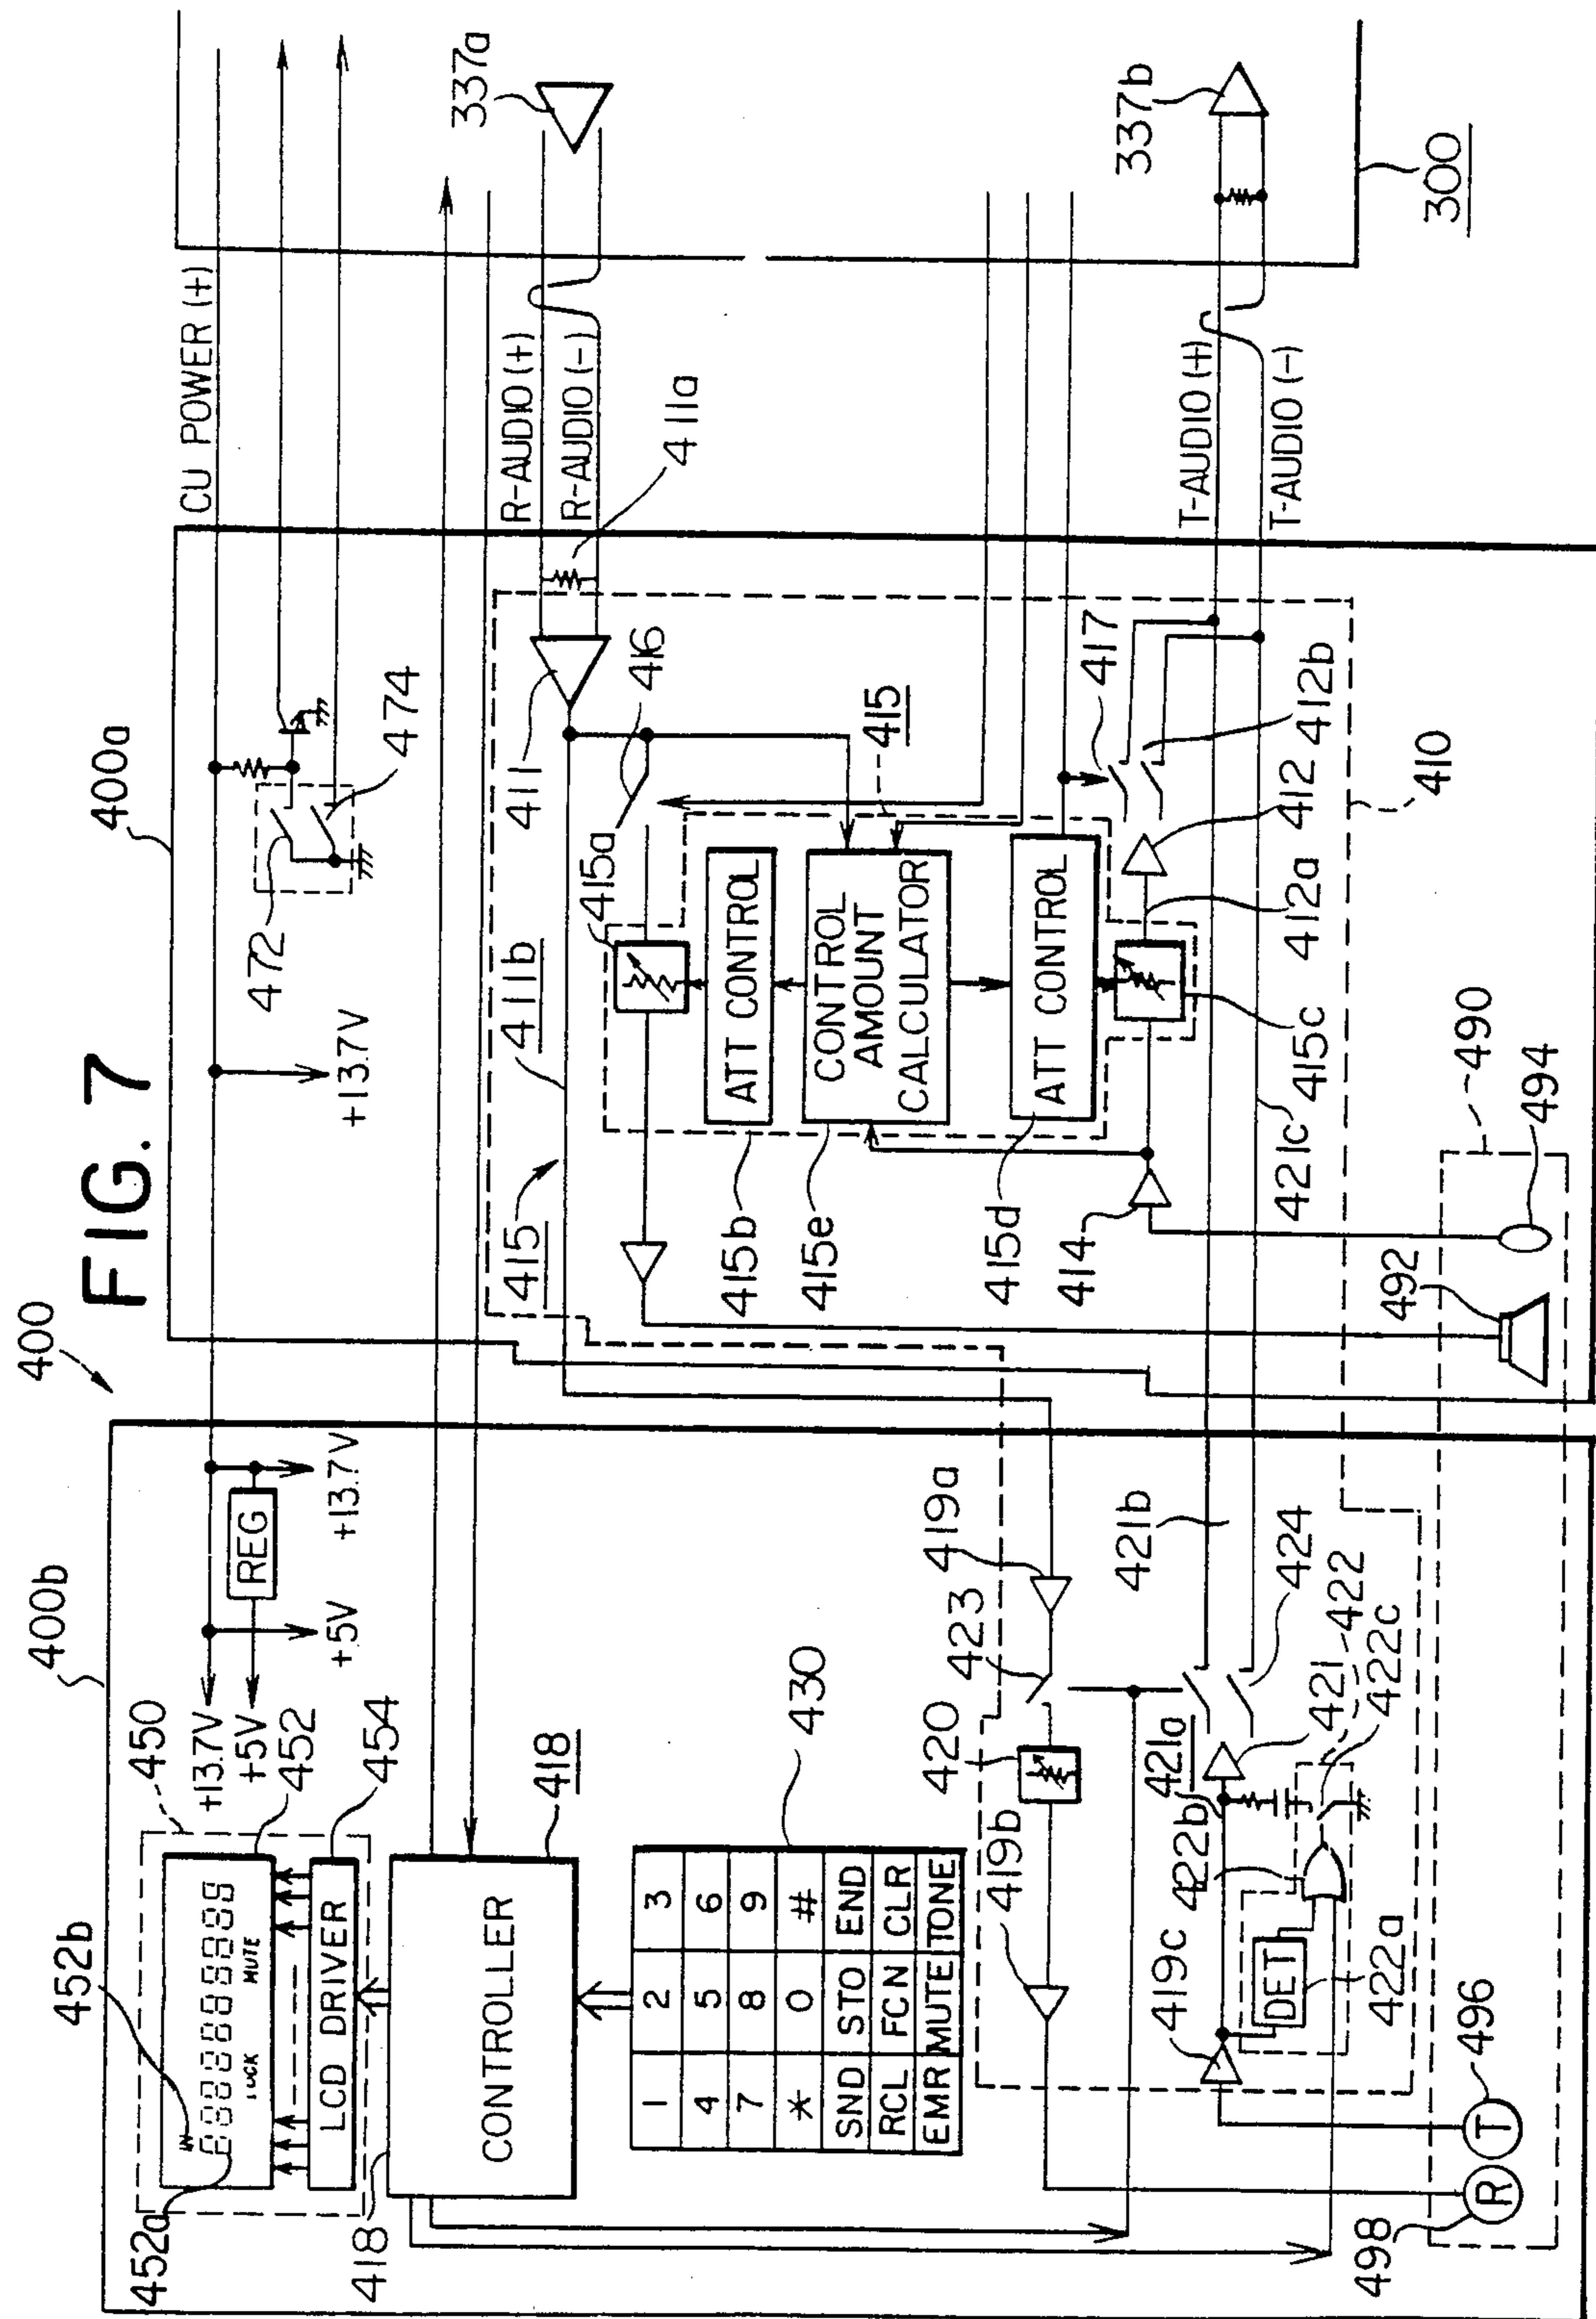 FIG. 7
400
400b
400a
450
452b
452a
LOCK MUTE
+13.7V
+5V
452
454
LCD DRIVER
REG
+13.7V
+5V
+13.7V
CU POWER (+)
472
474
418
CONTROLLER
418
1 2 3
4 5 6
7 8 9
* 0 #
SND STO END
RCL FCN CLR
EMR MUTE TONE
430
R-AUDIO (+)
R-AUDIO (-)
337a
411a
411
416
411b
415
415
415a
ATT CONTROL
415b
CONTROL
AMOUNT
CALCULATOR
415e
ATT CONTROL
415d
417
412b
412
412a
415c
421c
414
410
T-AUDIO (+)
T-AUDIO (-)
337b
300
419a
423
420
419b
421b
424
421a
421
422
422c
422b
419c
DET
422a
490
494
492
496
T
R
498